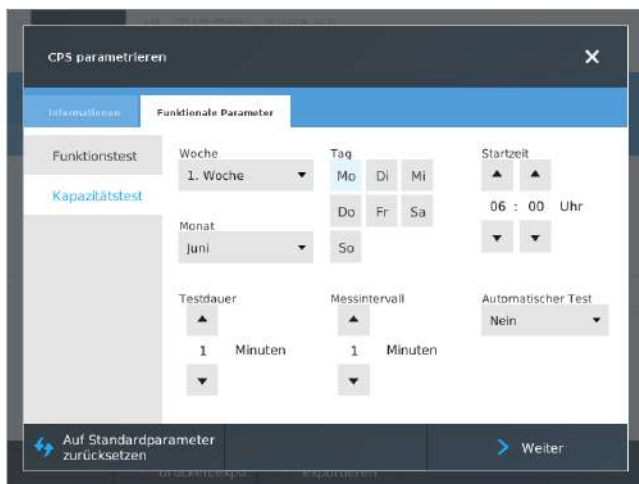 CPS parametrieren
Informationen
Funktionale Parameter
Funktionstest
Kapazitätstest
Woche
1. Woche
Tag
Mo Di Mi
Do Fr Sa
So
Startzeit
06 : 00 Uhr
Monat
Juni
Testdauer
1 Minuten
Messintervall
1 Minuten
Automatischer Test
Nein
Auf Standardparameter
zurücksetzen
Weiter
exportieren